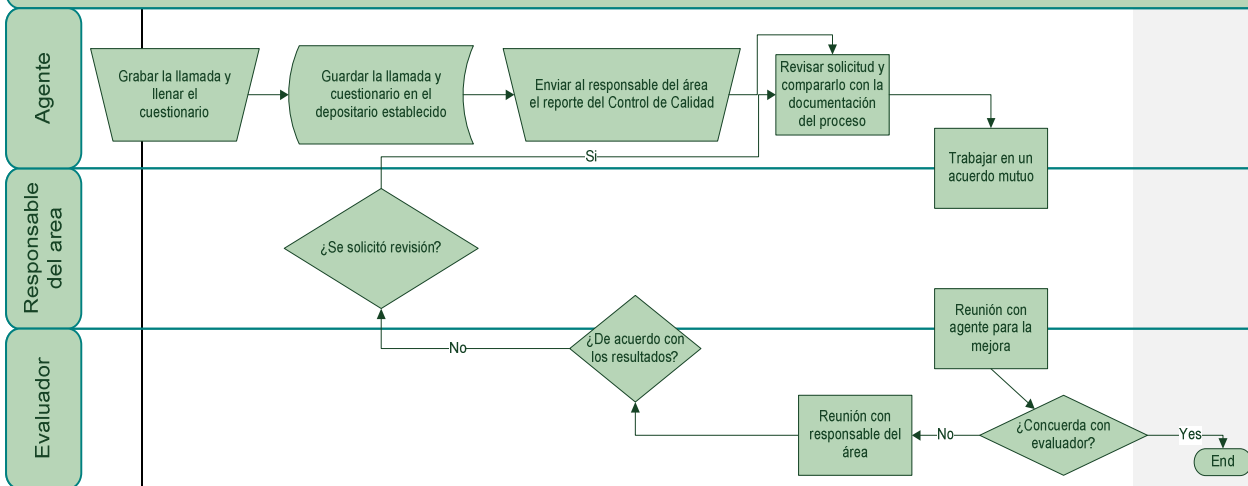 Agente
Grabar la llamada y
llenar el
cuestionario
Guardar la llamada y
cuestionario en el
depositario establecido
Enviar al responsable del área
el reporte del Control de Calidad
Revisar solicitud y
compararlo con la
documentación
del proceso
Trabajar en un
acuerdo mutuo
Si
Responsable
del area
¿Se solicitó revisión?
Reunión con
agente para la
mejora
Evaluador
No
¿De acuerdo con
los resultados?
Reunión con
responsable del
área
No
¿Concuerda con
evaluador?
Yes
End